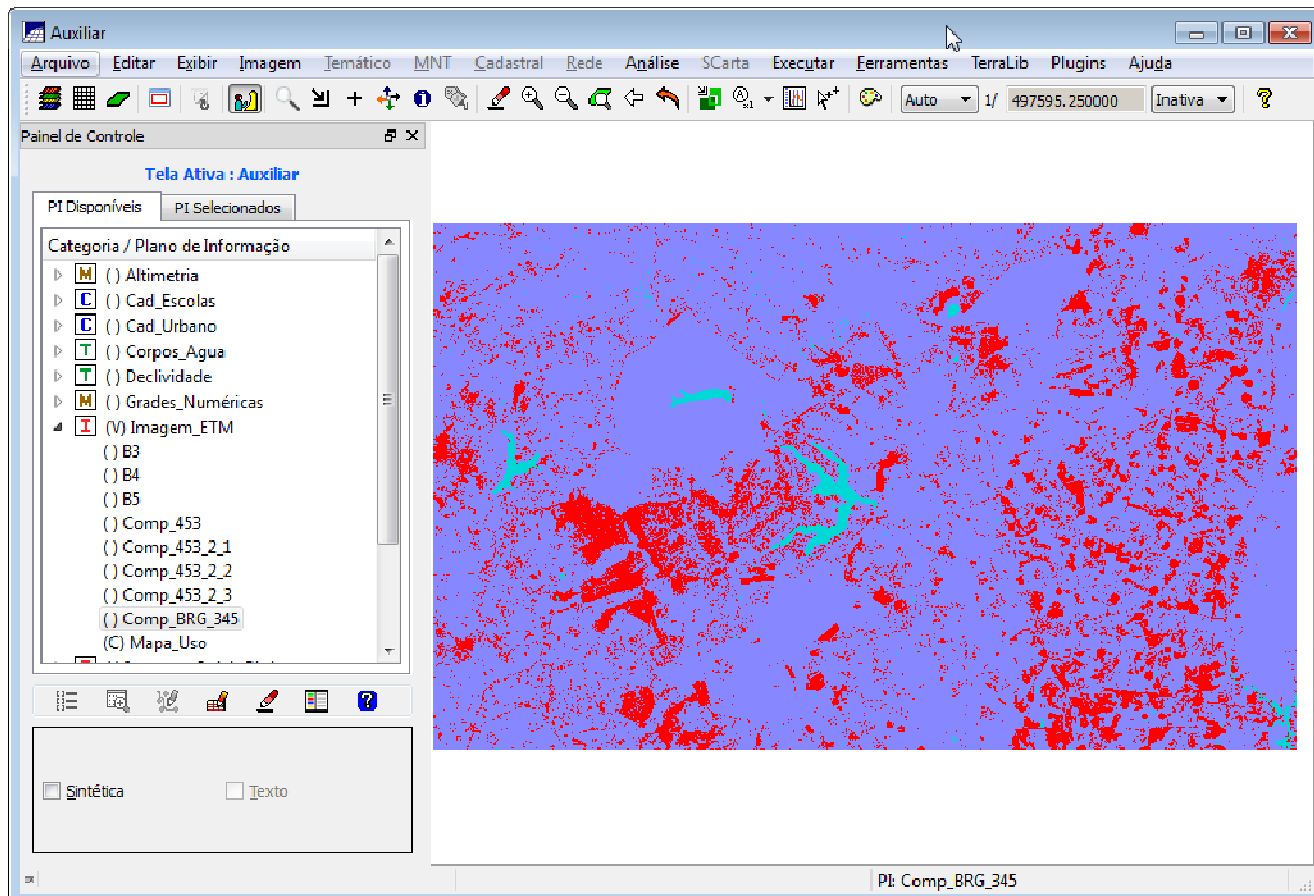 Auxiliar
Arquivo Editar Exibir Imagem Temático MNT Cadastral Rede Análise SCarta Executar Ferramentas TerraLib Plugins Ajuda
Auto 1/ 497595.250000 Inativa
Painel de Controle
Tela Ativa : Auxiliar
PI Disponíveis PI Selecionados
Categoria / Plano de Informação
M ( ) Altimetria
C ( ) Cad_Escolas
C ( ) Cad_Urbano
T ( ) Corpos_Agua
T ( ) Declividade
M ( ) Grades_Numéricas
I (V) Imagem_ETM
( ) B3
( ) B4
( ) B5
( ) Comp_453
( ) Comp_453_2_1
( ) Comp_453_2_2
( ) Comp_453_2_3
( ) Comp_BRG_345
(C) Mapa_Uso
Sintética Texto
PI: Comp_BRG_345